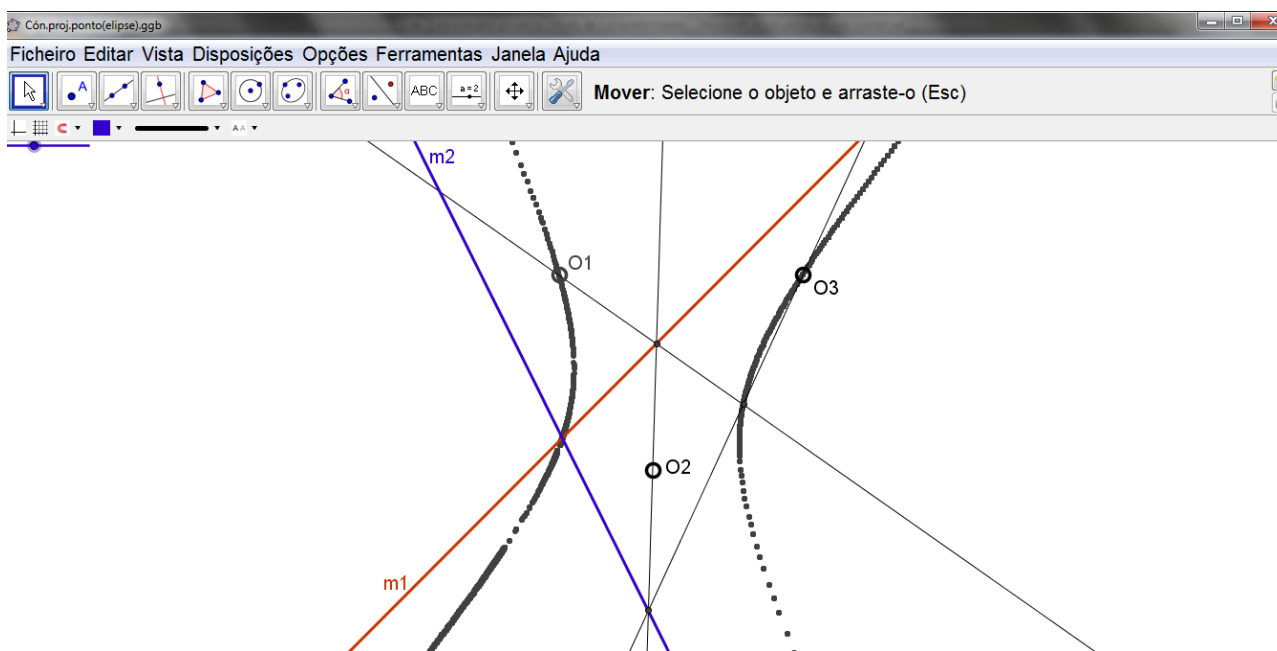 Cón.proj.ponto(elipse).ggb
Ficheiro Editar Vista Disposições Opções Ferramentas Janela Ajuda
A α ABC a=2 Mover: Selecione o objeto e arraste-o (Esc)
AA
m2
O1
O3
O2
m1